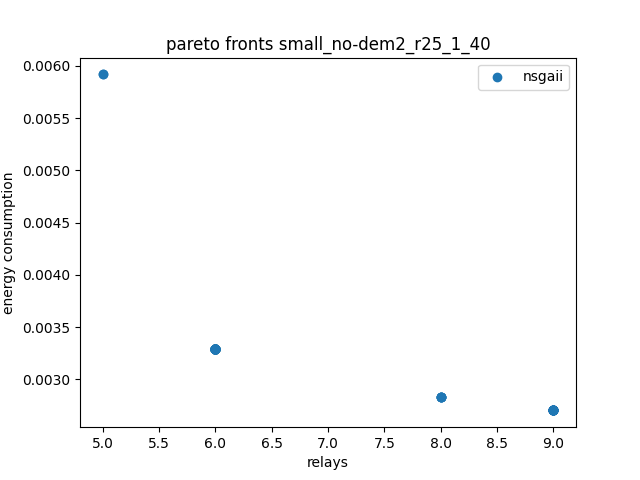 pareto fronts small_no-dem2_r25_1_40
nsgaii
energy consumption
0.0060
0.0055
0.0050
0.0045
0.0040
0.0035
0.0030
5.0 5.5 6.0 6.5 7.0 7.5 8.0 8.5 9.0
relays